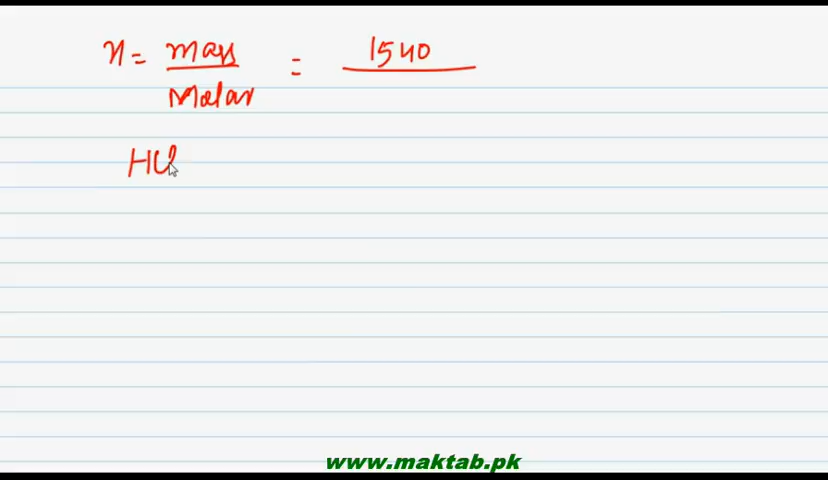 n = mass / Molar = 1540 /
HCl
www.maktab.pk